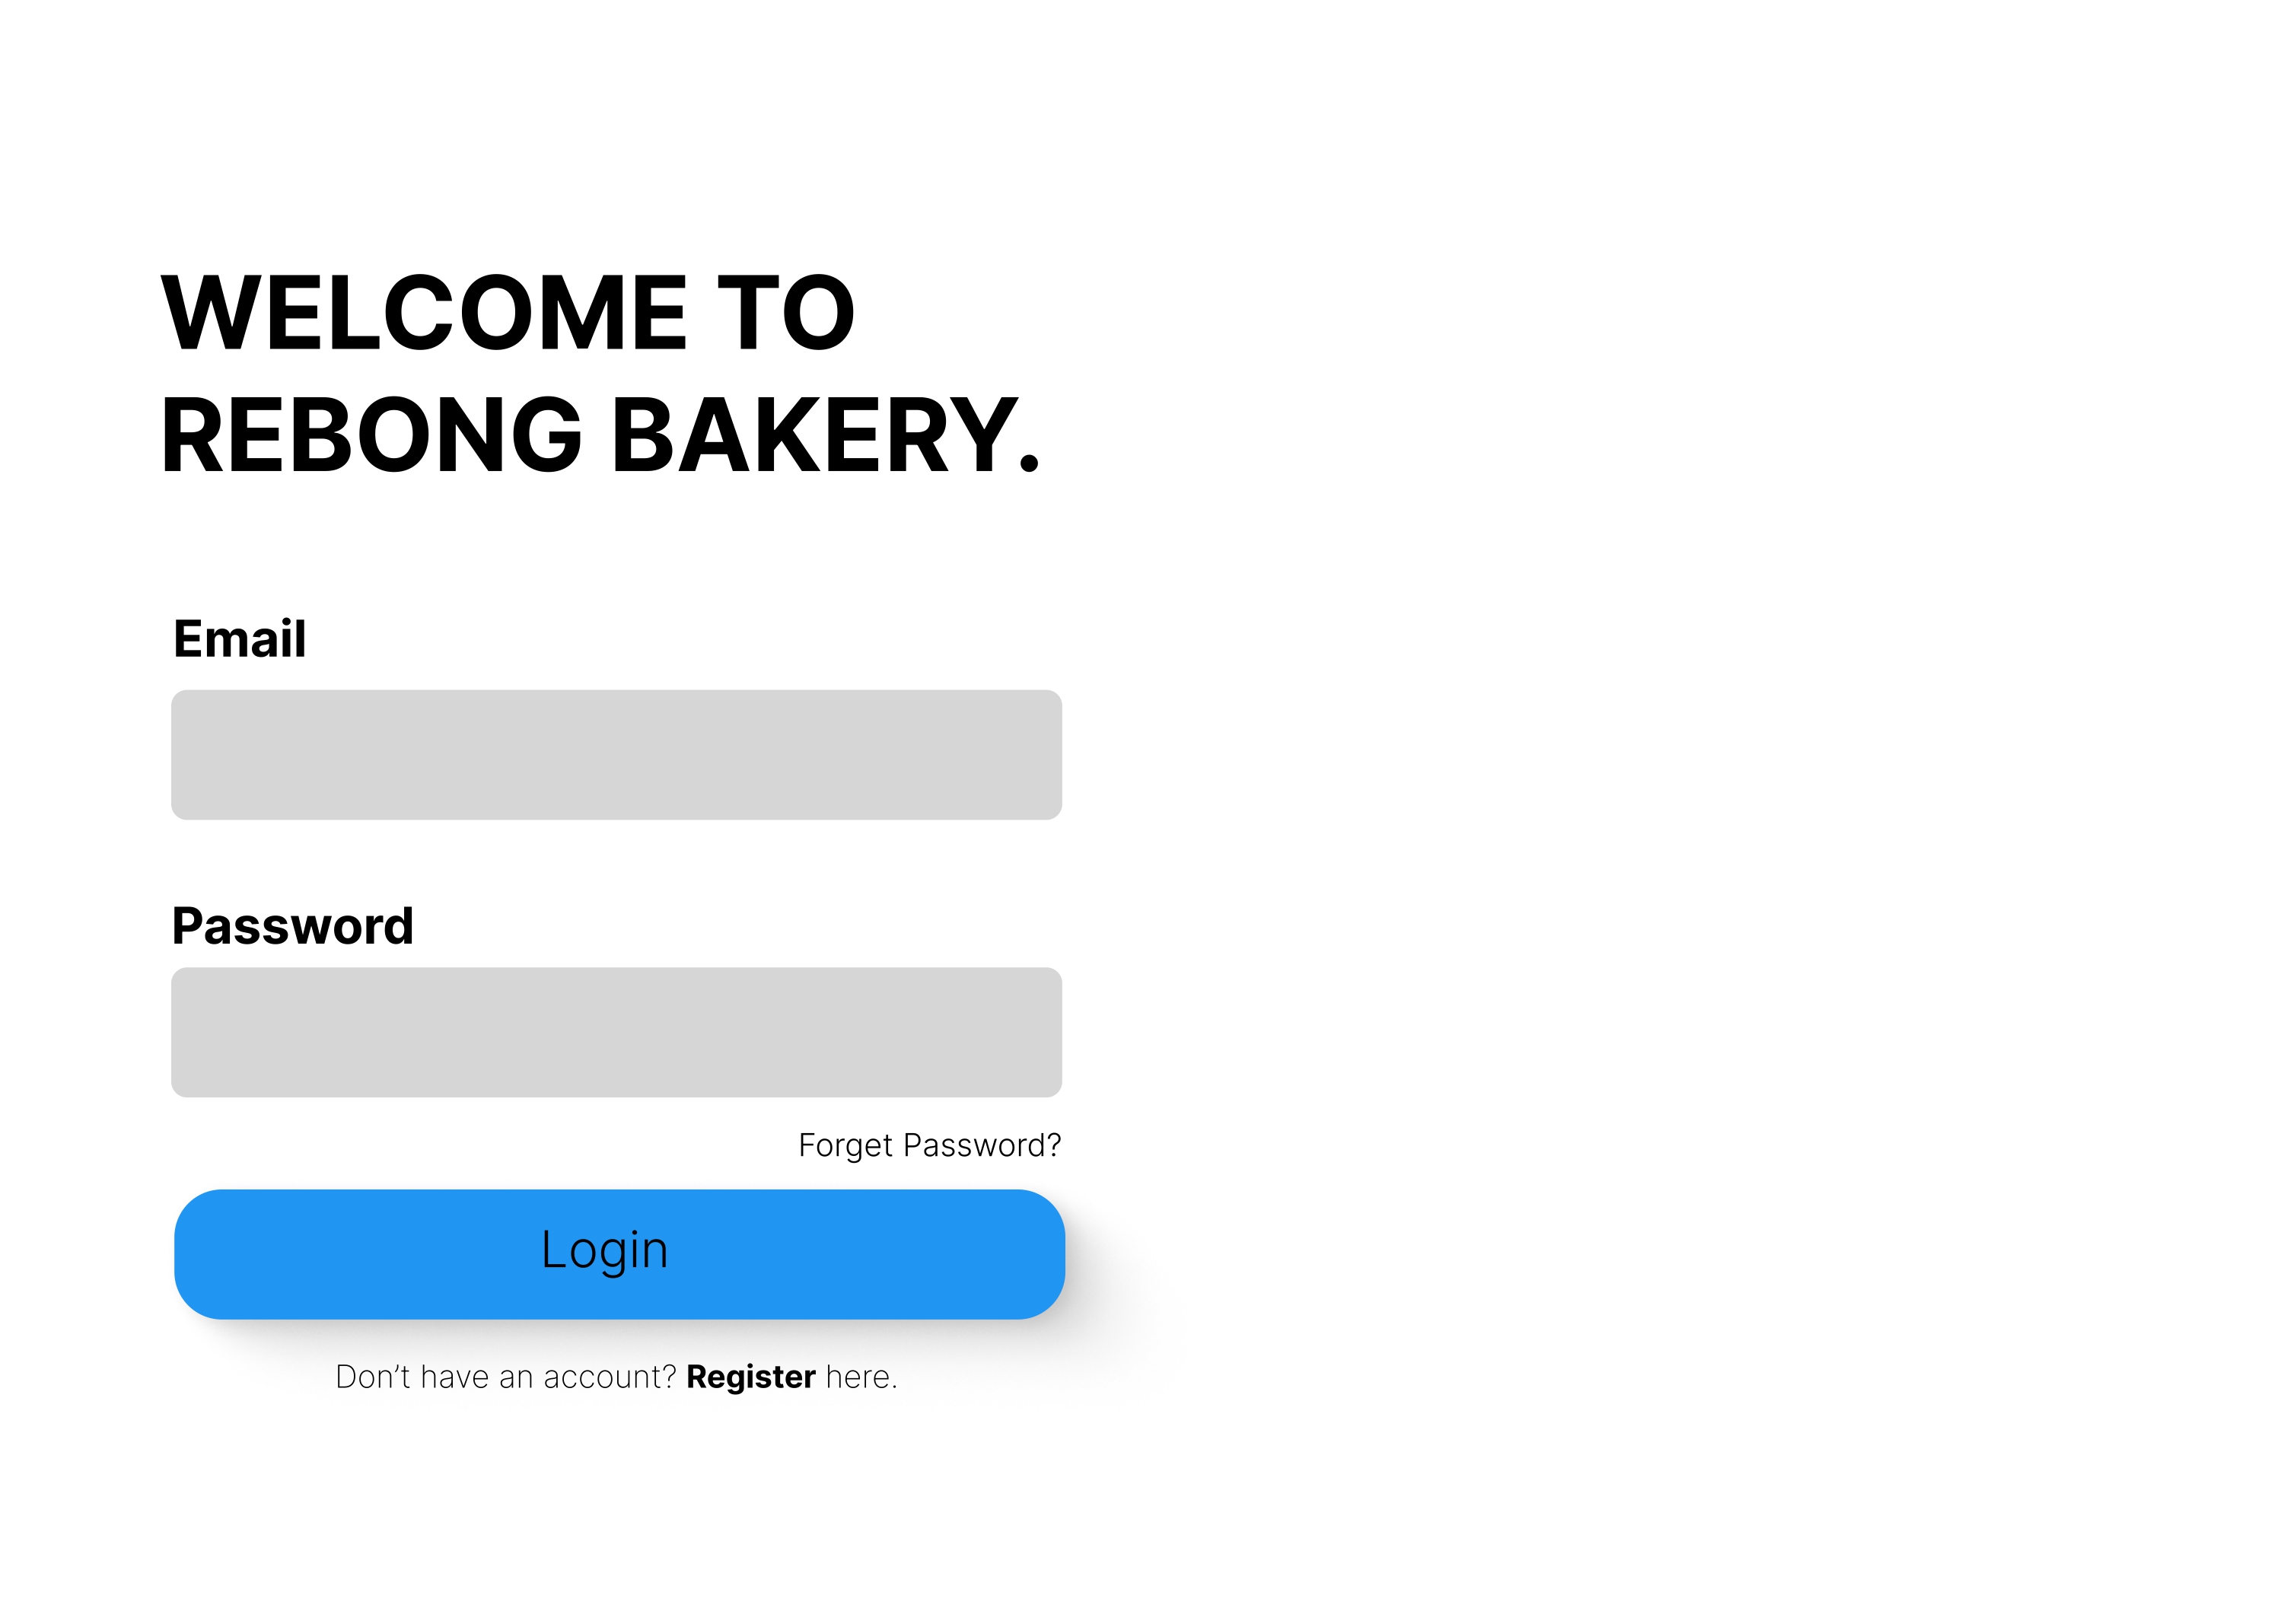 WELCOME TO
REBONG BAKERY.
Email
Password
Forget Password?
Login
Don’t have an account? Register here.